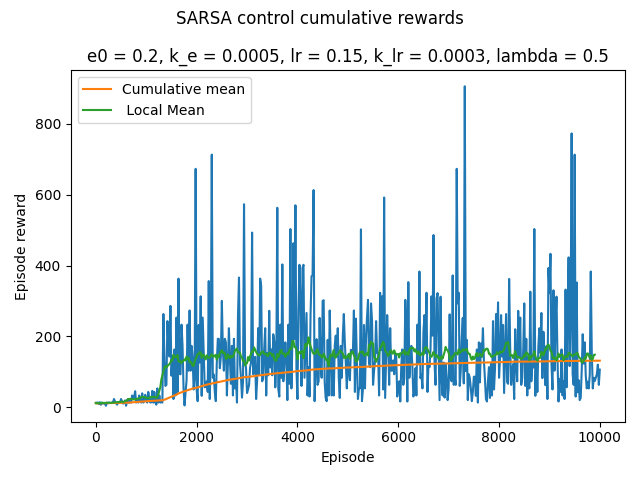 SARSA control cumulative rewards
e0 = 0.2, k_e = 0.0005, lr = 0.15, k_lr = 0.0003, lambda = 0.5
Cumulative mean
Local Mean
Episode reward
800
600
400
200
0
0
2000
4000
6000
8000
10000
Episode